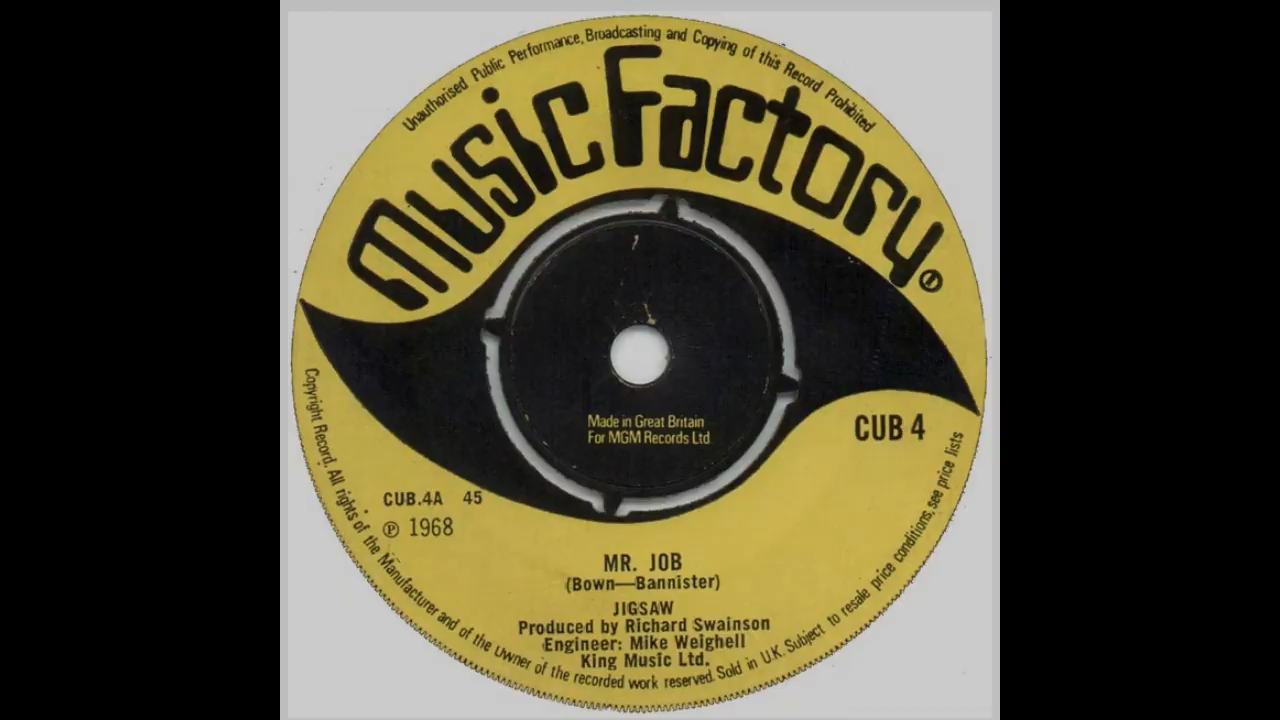 Unauthorised Public Performance, Broadcasting and Copying of this Record Prohibited
Music Factory
Made in Great Britain
For MGM Records Ltd
CUB 4
CUB.4A 45
℗ 1968
MR. JOB
(Bown—Bannister)
JIGSAW
Produced by Richard Swainson
Engineer: Mike Weighell
King Music Ltd.
Copyright Record. All rights of the Manufacturer and of the owner of the recorded work reserved. Sold in U.K. Subject to resale price conditions, see price lists